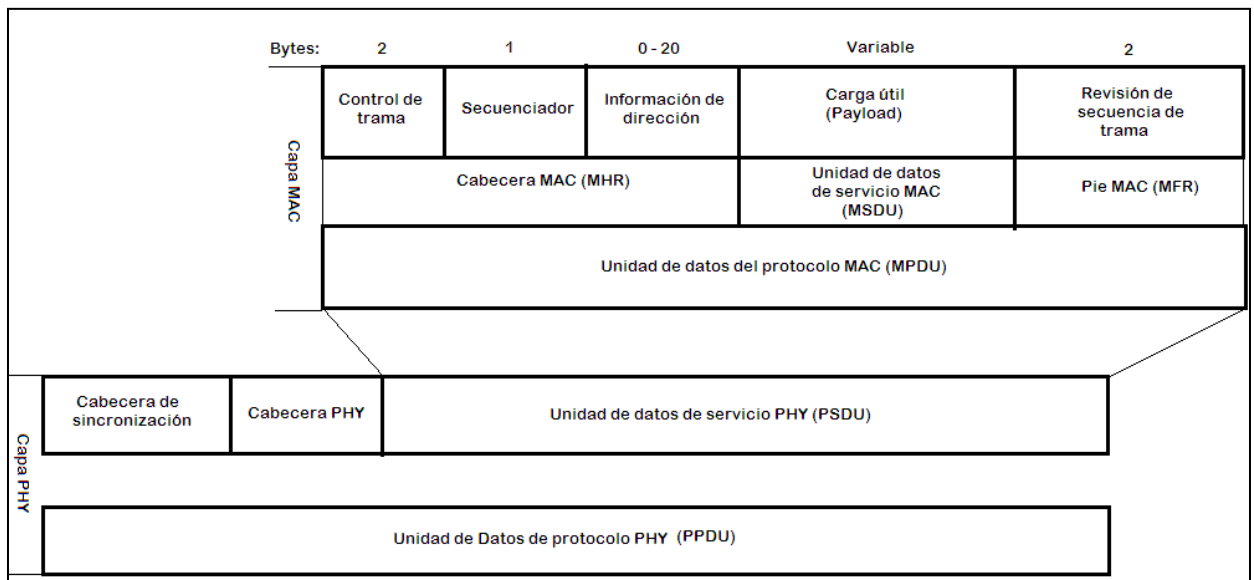 Bytes: 2 1 0 - 20 Variable 2
Control de
trama
Secuenciador
Información de
dirección
Carga útil
(Payload)
Revisión de
secuencia de
trama
Capa MAC
Cabecera MAC (MHR)
Unidad de datos
de servicio MAC
(MSDU)
Pie MAC (MFR)
Unidad de datos del protocolo MAC (MPDU)
Capa PHY
Cabecera de
sincronización
Cabecera PHY
Unidad de datos de servicio PHY (PSDU)
Unidad de Datos de protocolo PHY (PPDU)